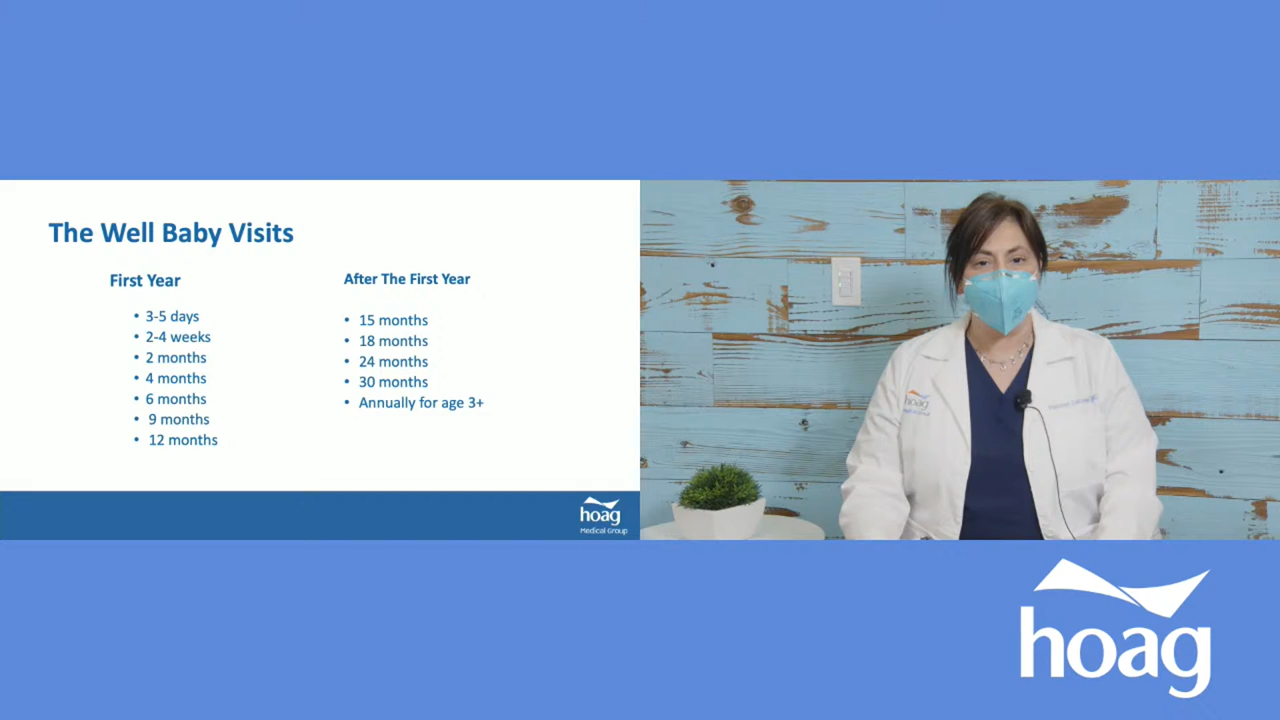 The Well Baby Visits
First Year
• 3-5 days
• 2-4 weeks
• 2 months
• 4 months
• 6 months
• 9 months
• 12 months
After The First Year
• 15 months
• 18 months
• 24 months
• 30 months
• Annually for age 3+
hoag
Medical Group
hoag
hoag